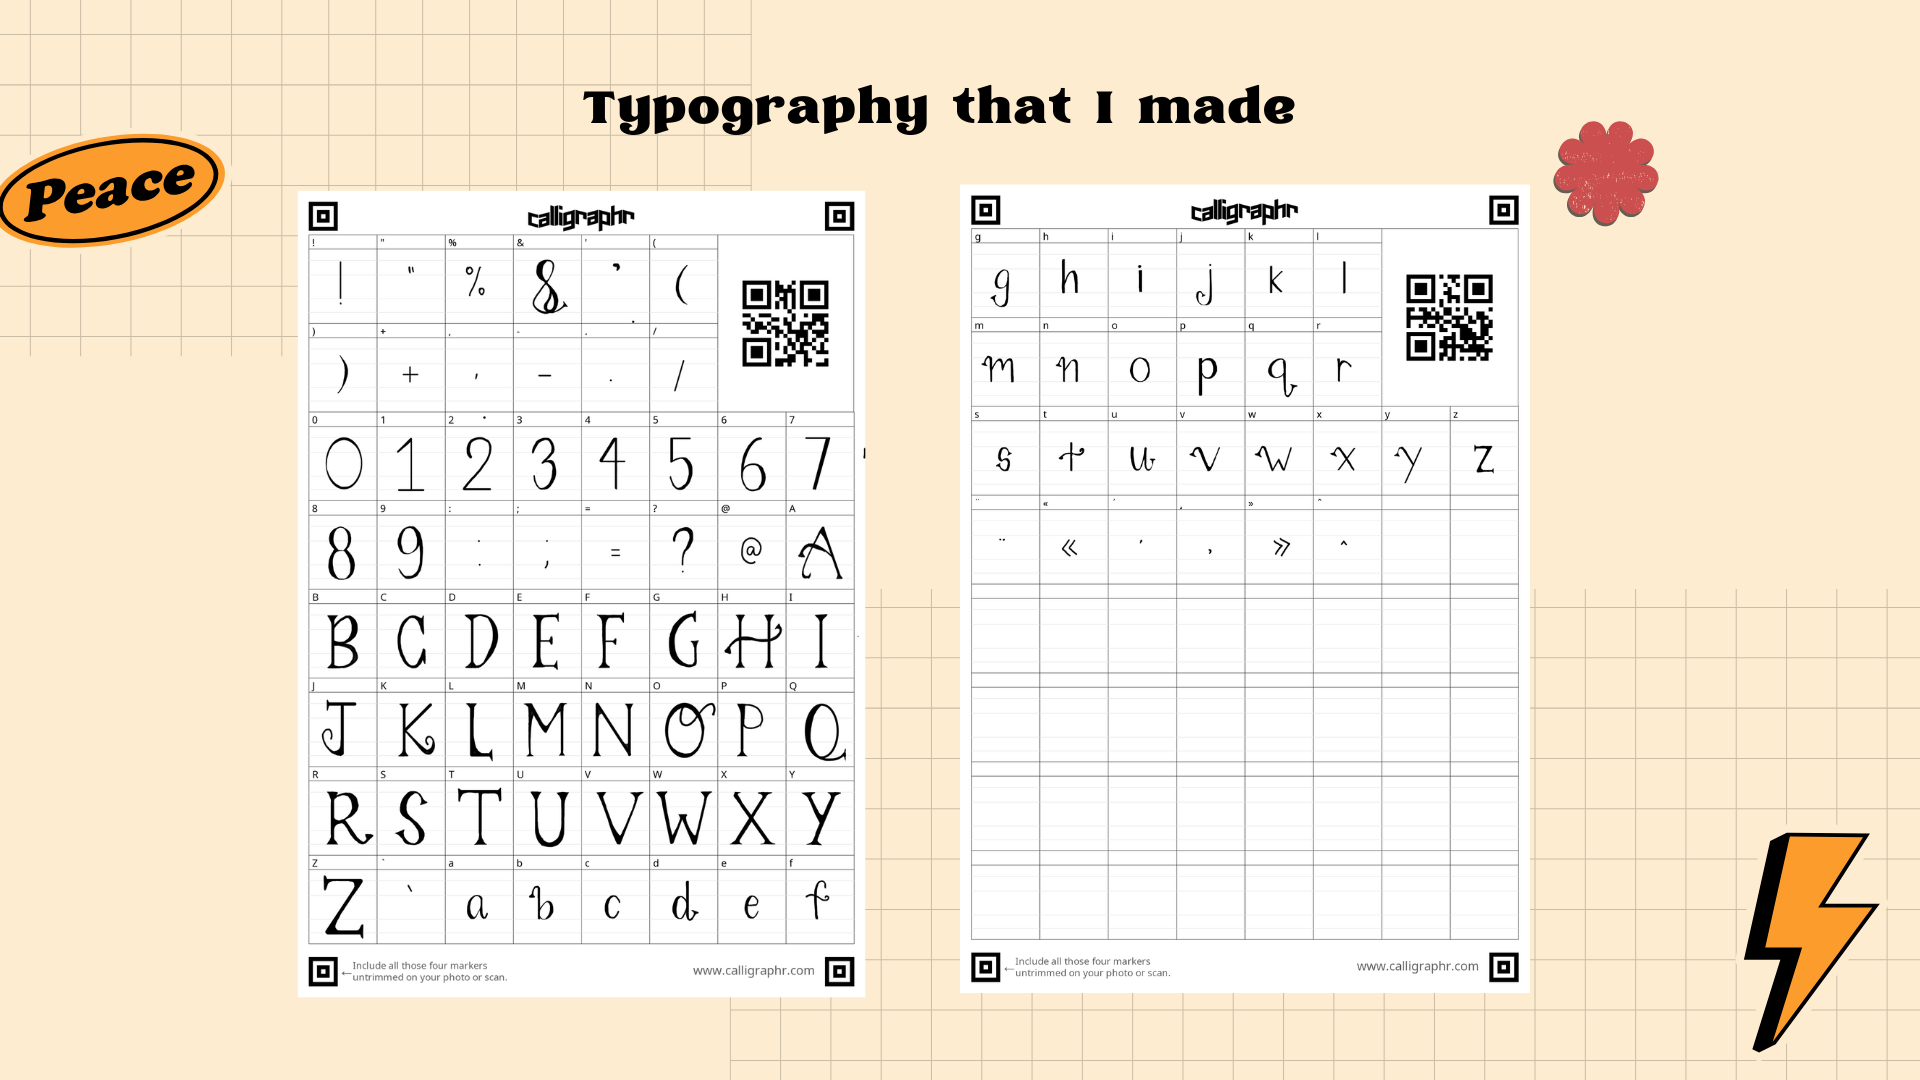 Typography that I made
Peace
calligraphr
! " % & ' (
! " % & ' (
) + , - . /
) + , - . /
0 1 2 3 4 5 6 7
0 1 2 3 4 5 6 7
8 9 : ; = ? @ A
8 9 : ; = ? @ A
B C D E F G H I
B C D E F G H I
J K L M N O P Q
J K L M N O P Q
R S T U V W X Y
R S T U V W X Y
Z ` a b c d e f
Z ` a b c d e f
←Include all those four markers
untrimmed on your photo or scan.
www.calligraphr.com
calligraphr
g h i j k l
g h i j k l
m n o p q r
m n o p q r
s t u v w x y z
s t u v w x y z
¨ « ´ ¸ » ˆ
¨ « ´ ¸ » ˆ
←Include all those four markers
untrimmed on your photo or scan.
www.calligraphr.com